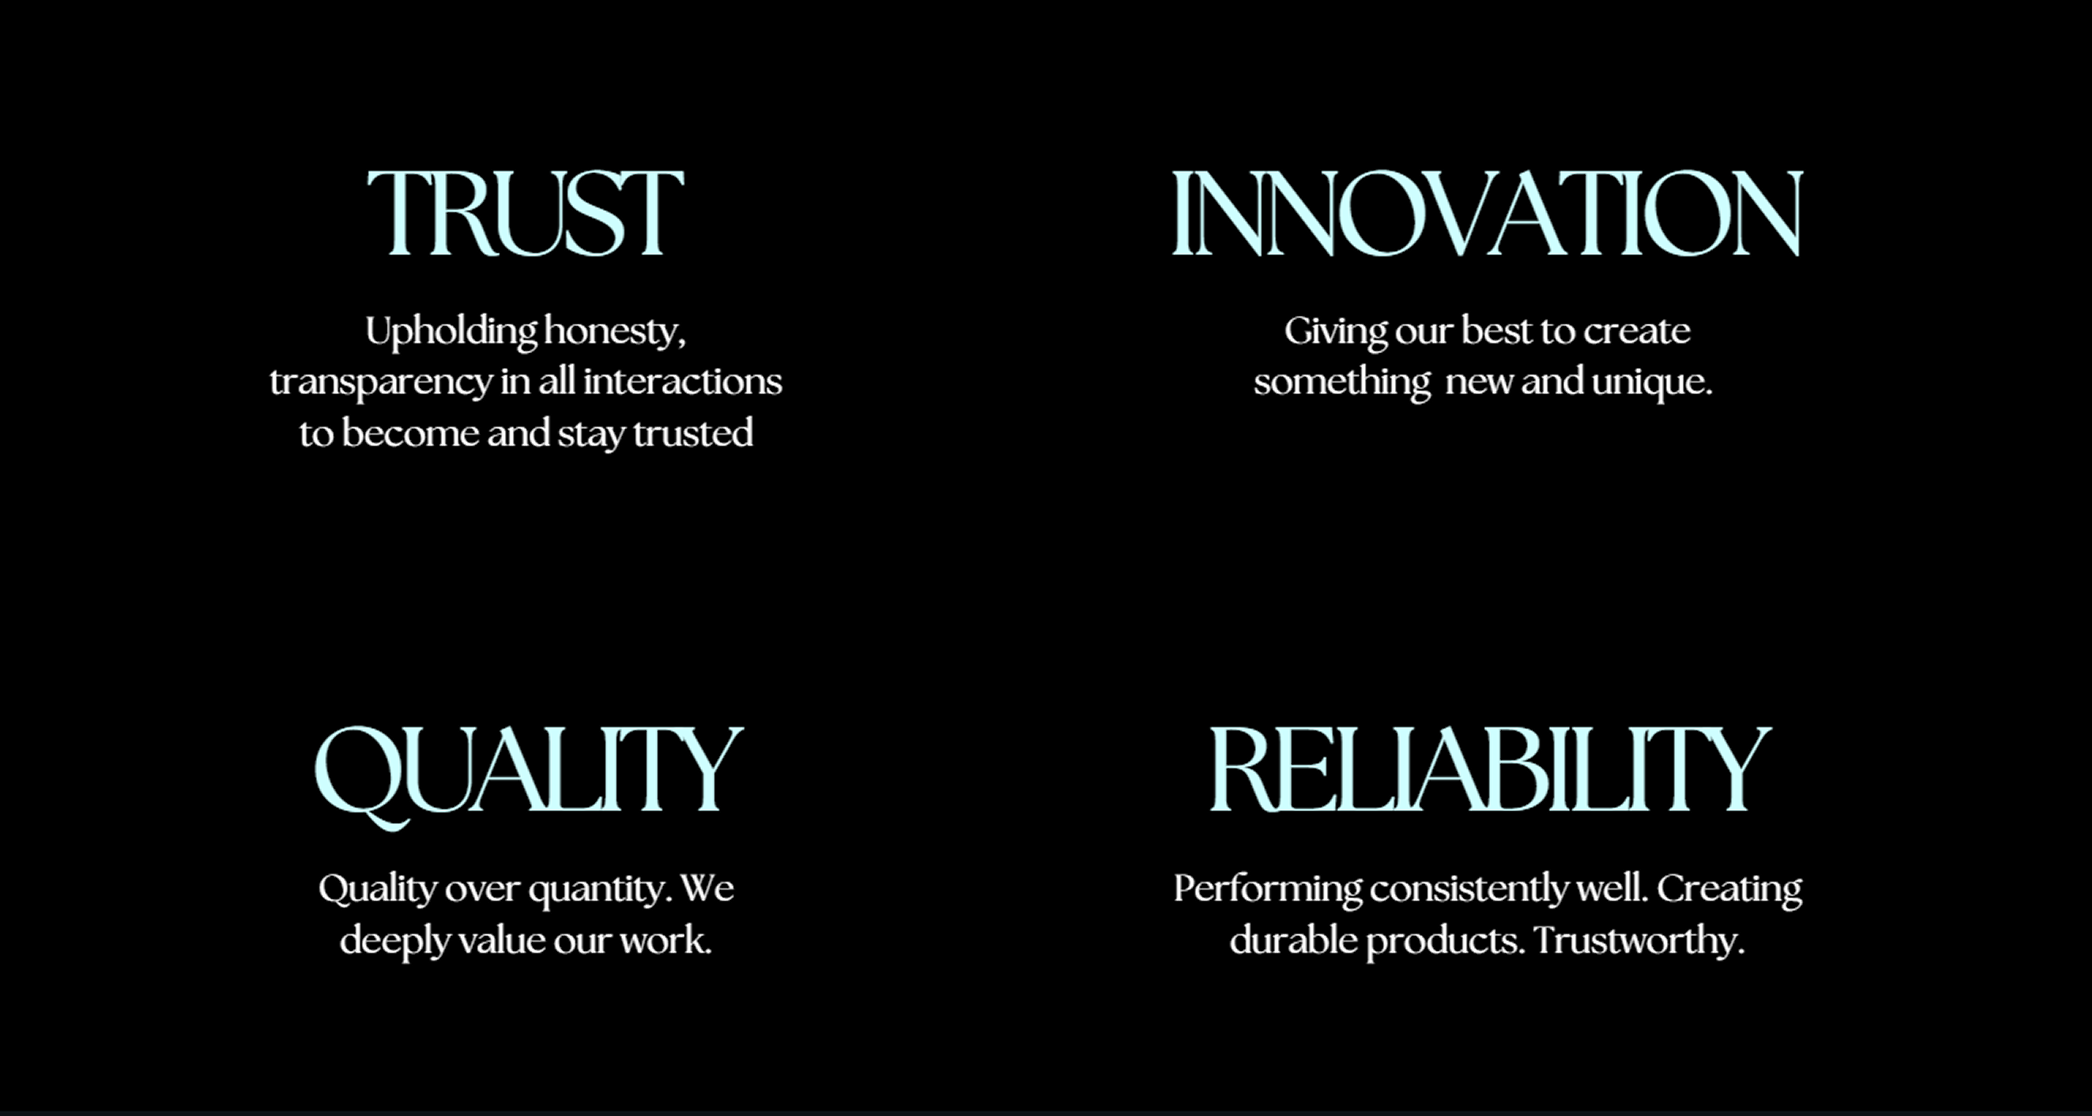 TRUST
Upholding honesty,
transparency in all interactions
to become and stay trusted
INNOVATION
Giving our best to create
something  new and unique.
QUALITY
Quality over quantity. We
deeply value our work.
RELIABILITY
Performing consistently well. Creating
durable products. Trustworthy.